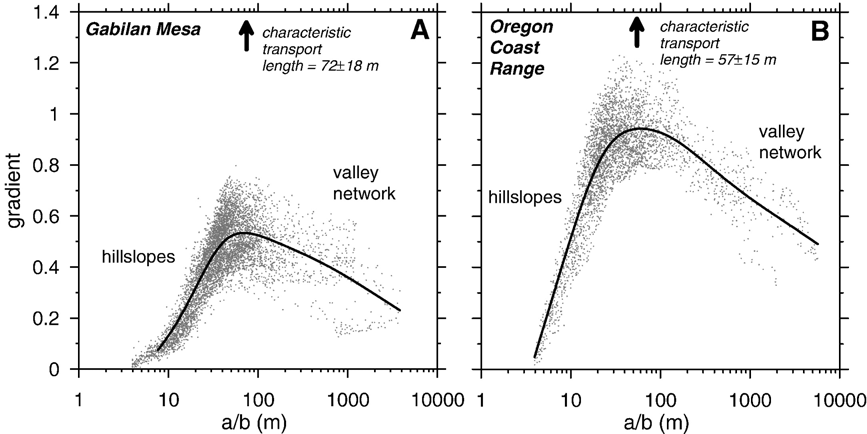 Gabilan Mesa
characteristic
transport
length = 72±18 m
A
valley
network
hillslopes
gradient
1.4
1.2
1
0.8
0.6
0.4
0.2
0
1 10 100 1000 10000
a/b (m)
Oregon
Coast
Range
characteristic
transport
length = 57±15 m
B
valley
network
hillslopes
1 10 100 1000 10000
a/b (m)